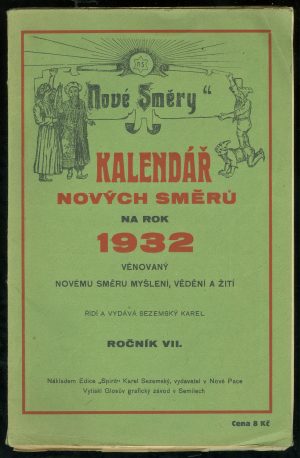 Nové Směry"
KALENDÁŘ
NOVÝCH SMĚRŮ
NA ROK
1932
VĚNOVANÝ
NOVÉMU SMĚRU MYŠLENÍ, VĚDĚNÍ A ŽITÍ
ŘÍDÍ A VYDÁVÁ SEZEMSKÝ KAREL
ROČNÍK VII.
Nákladem Edice „Spirit" Karel Sezemský, vydavatel v Nové Pace
Vytiskl Glosův grafický závod v Semilech
Cena 8 Kč